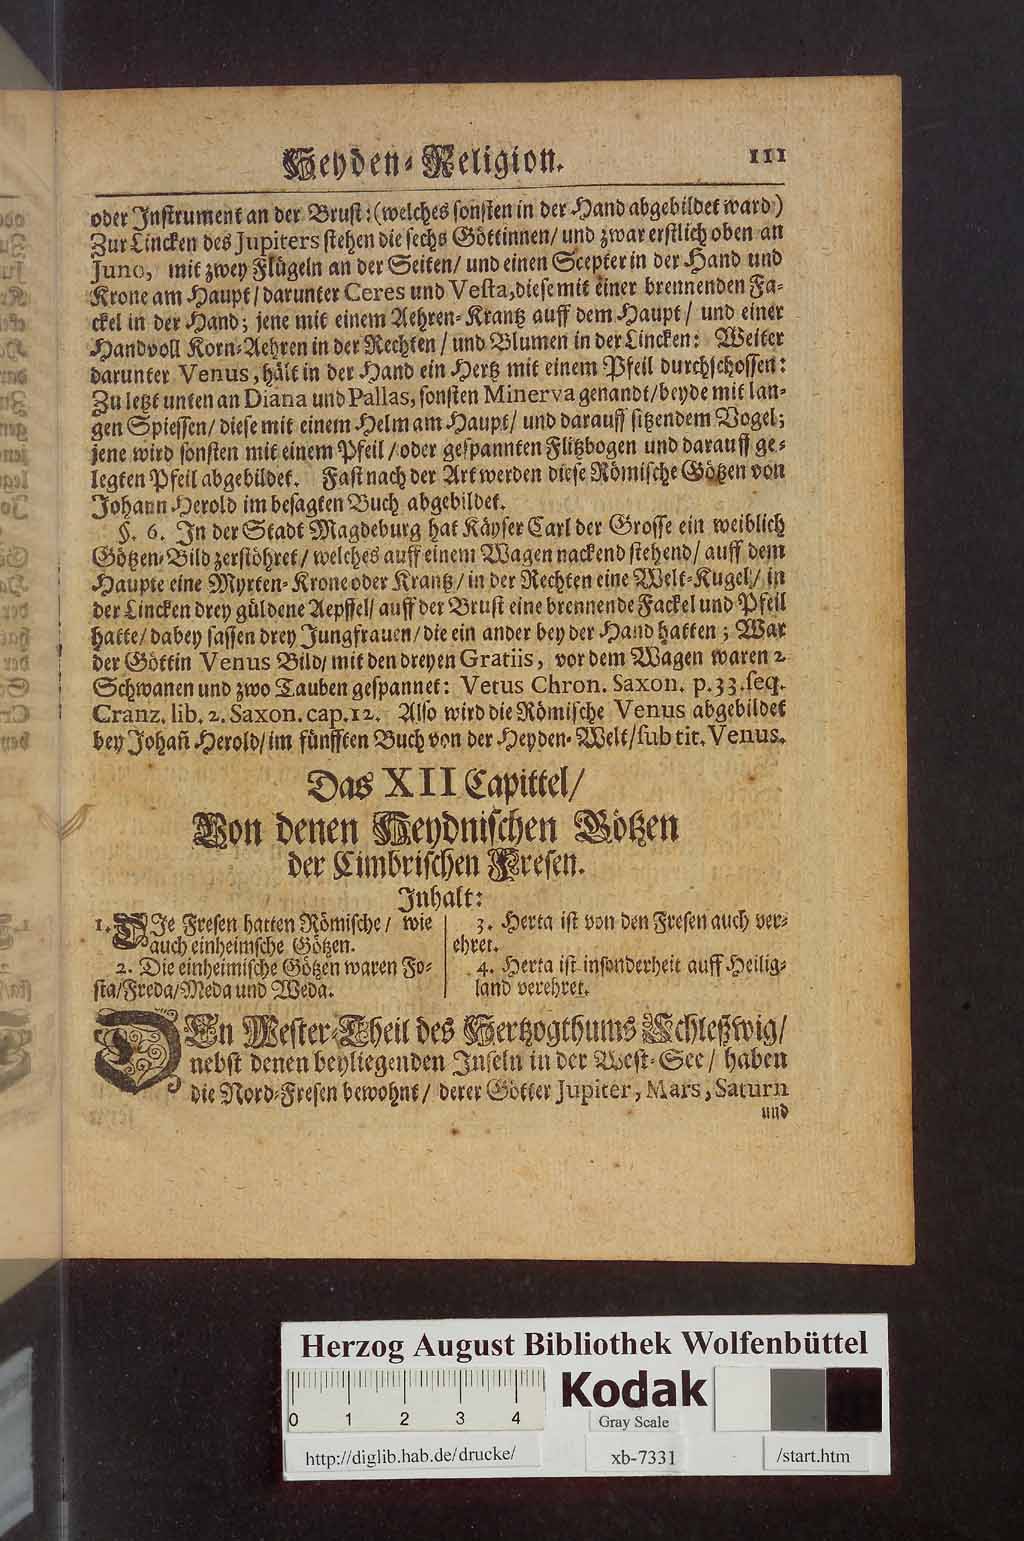 Heyden-Religion. 111
oder Instrument an der Brust: (welches sonsten in der Hand abgebildet ward)
Zur Lincken des Jupiters stehen die sechs Göttinnen/ und zwar erstlich oben an
Juno, mit zwey Flügeln an der Seiten/ und einen Scepter in der Hand und
Krone am Haupt/ darunter Ceres und Vesta, diese mit einer brennenden Fa-
ckel in der Hand; jene mit einem Aehren-Krantz auff dem Haupt/ und einer
Handvoll Korn-Aehren in der Rechten/ und Blumen in der Lincken: Weiter
darunter Venus, hält in der Hand ein Hertz mit einem Pfeil durchschossen:
Zu letzt unten an Diana und Pallas, sonsten Minerva genandt/ beyde mit lan-
gen Spiessen/ diese mit einem Helm am Haupt/ und darauff sitzendem Vogel;
jene wird sonsten mit einem Pfeil/ oder gespannten Flitzbogen und darauff ge-
legten Pfeil abgebildet. Fast nach der Art werden diese Römische Götzen von
Johann Herold im besagten Buch abgebildet.
§. 6. In der Stadt Magdeburg hat Käyser Carl der Grosse ein weiblich
Götzen-Bild zerstöhret/ welches auff einem Wagen nackend stehend/ auff dem
Haupte eine Myrten-Krone oder Krantz/ in der Rechten eine Welt-Kugel/ in
der Lincken drey güldene Aepffel/ auff der Brust eine brennende Fackel und Pfeil
hatte/ dabey sassen drey Jungfrauen/ die ein ander bey der Hand hatten; War
der Göttin Venus Bild/ mit den dreyen Gratiis, vor dem Wagen waren 2
Schwanen und zwo Tauben gespannet: Vetus Chron. Saxon. p. 33. seq.
Cranz. lib. 2. Saxon. cap. 12. Also wird die Römische Venus abgebildet
bey Johañ Herold/ im fünfften Buch von der Heyden-Welt/ sub tit. Venus.
Das XII Capittel/
Von denen Heydnischen Götzen
der Cimbrischen Fresen.
Inhalt:
1. DIe Fresen hatten Römische/ wie
auch einheimsche Götzen.
2. Die einheimische Götzen waren Fo-
sta/ Freda/ Meda und Weda.
3. Herta ist von den Fresen auch ver-
ehret.
4. Herta ist insonderheit auff Heilig-
land verehret.
DEn Wester-Theil des Hertzogthums Schleßwig/
nebst denen beyliegenden Inseln in der West-See/ haben
die Nord-Fresen bewohnt/ derer Götter Jupiter, Mars, Saturn
und
Herzog August Bibliothek Wolfenbüttel
0 1 2 3 4
Kodak
Gray Scale
http://diglib.hab.de/drucke/ xb-7331 /start.htm